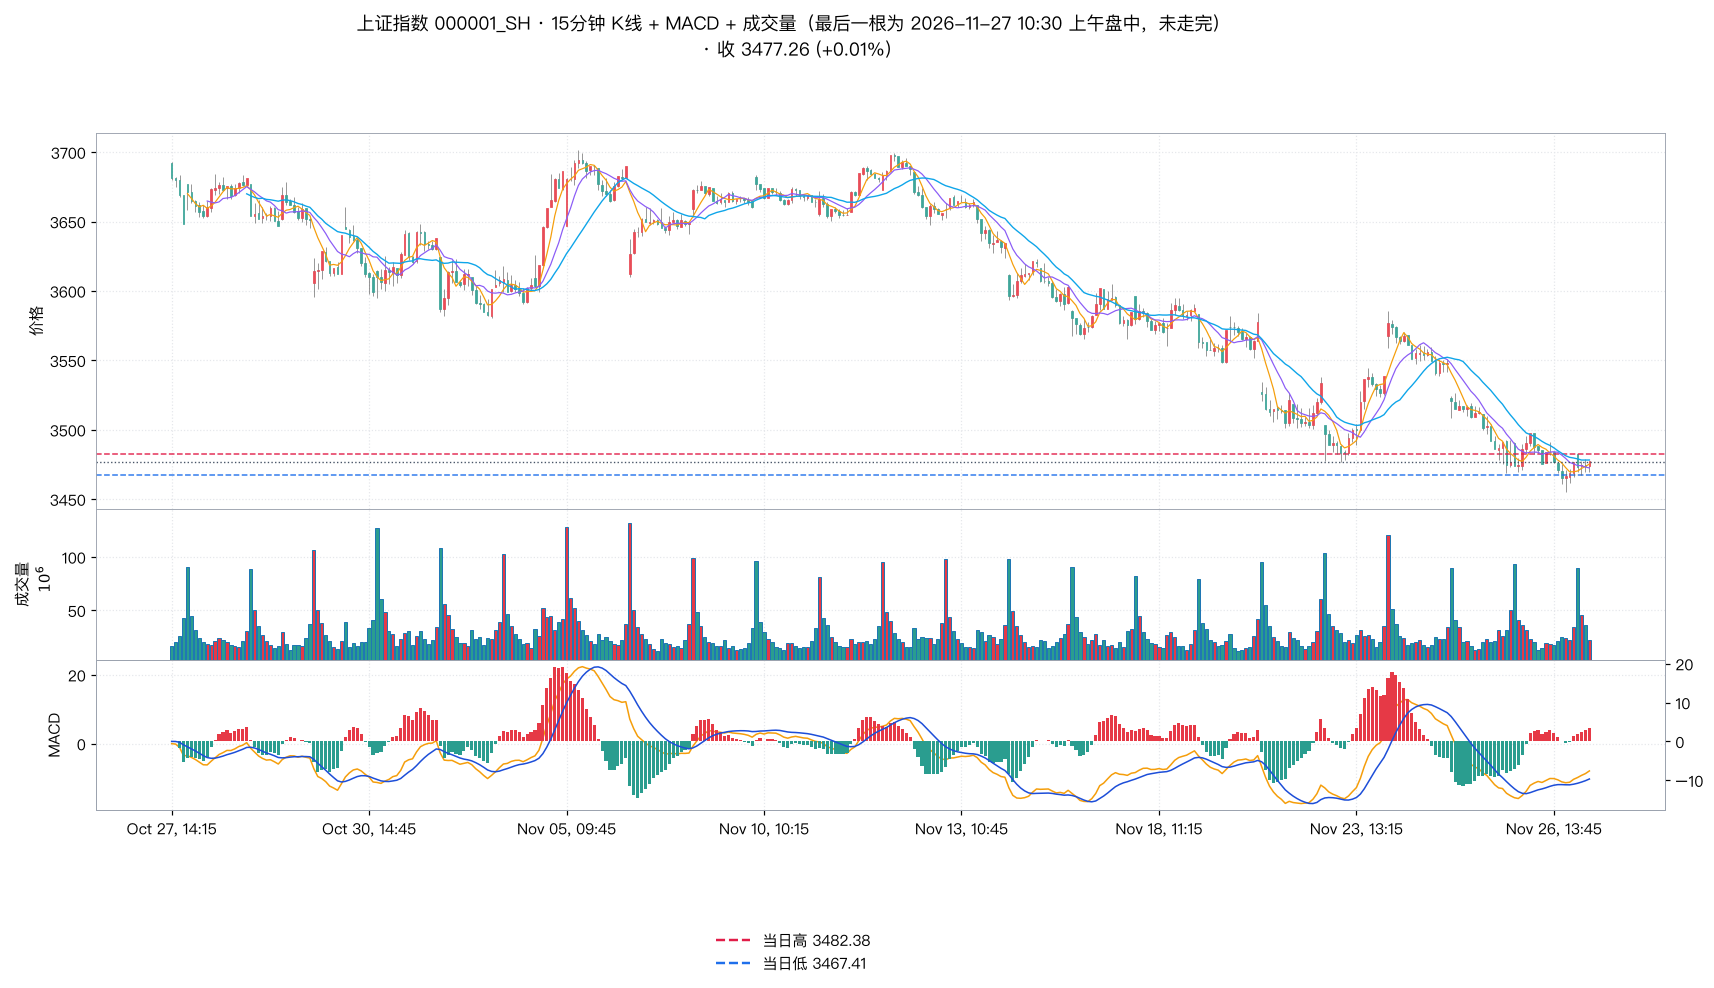 上证指数 000001_SH · 15分钟 K线 + MACD + 成交量（最后一根为 2026−11−27 10:30 上午盘中，未走完）
· 收 3477.26 (+0.01%)
3700
3650
3600
3550
3500
3450
价格
100
50
成交量
10⁶
20
0
MACD
20
10
0
−10
Oct 27, 14:15
Oct 30, 14:45
Nov 05, 09:45
Nov 10, 10:15
Nov 13, 10:45
Nov 18, 11:15
Nov 23, 13:15
Nov 26, 13:45
当日高 3482.38
当日低 3467.41